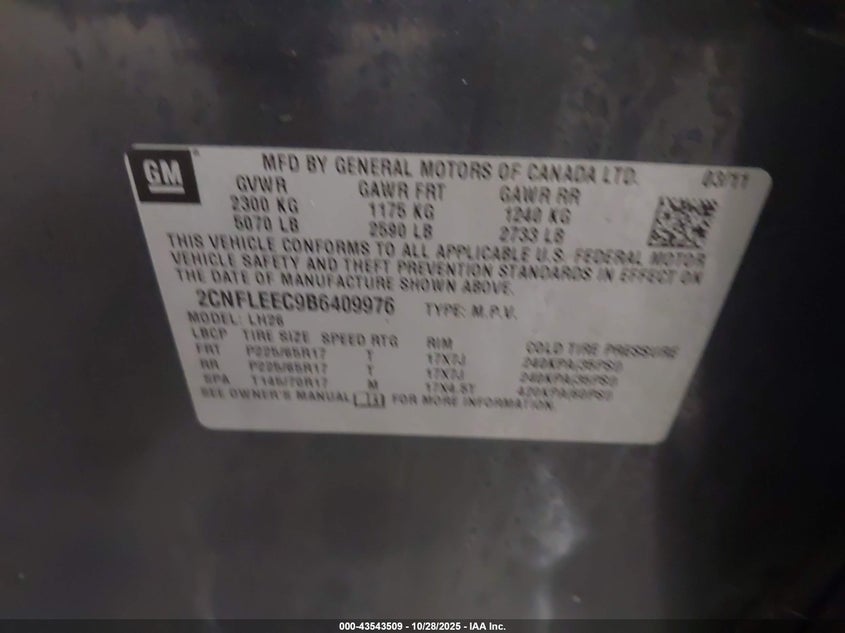 GM
MFD BY GENERAL MOTORS OF CANADA LTD. 03/11
GVWR GAWR FRT GAWR RR
2300 KG 1175 KG 1240 KG
5070 LB 2590 LB 2733 LB
THIS VEHICLE CONFORMS TO ALL APPLICABLE U.S. FEDERAL MOTOR
VEHICLE SAFETY AND THEFT PREVENTION STANDARDS IN EFFECT ON
THE DATE OF MANUFACTURE SHOWN ABOVE.
2CNFLEEC9B6409976 TYPE: M.P.V.
MODEL: LH26
LBCP TIRE SIZE SPEED RTG RIM COLD TIRE PRESSURE
FRT P225/65R17 T 17X7J 240KPA(35PSI)
RR P225/65R17 T 17X7J 240KPA(35PSI)
SPA T145/70R17 M 17X4.5T 420KPA(60PSI)
SEE OWNER'S MANUAL FOR MORE INFORMATION.
000-43543509 - 10/28/2025 - IAA Inc.